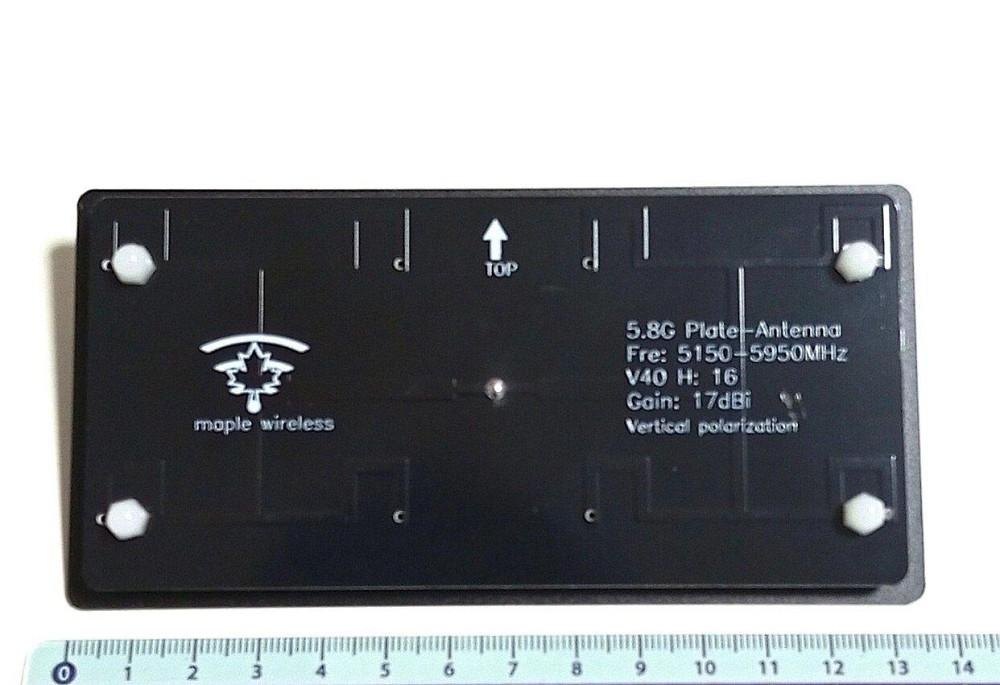 TOP
5.8G Plate-Antenna
Fre: 5150-5950MHz
V40 H: 16
Gain: 17dBi
Vertical polarization
maple wireless
0 1 2 3 4 5 6 7 8 9 10 11 12 13 14